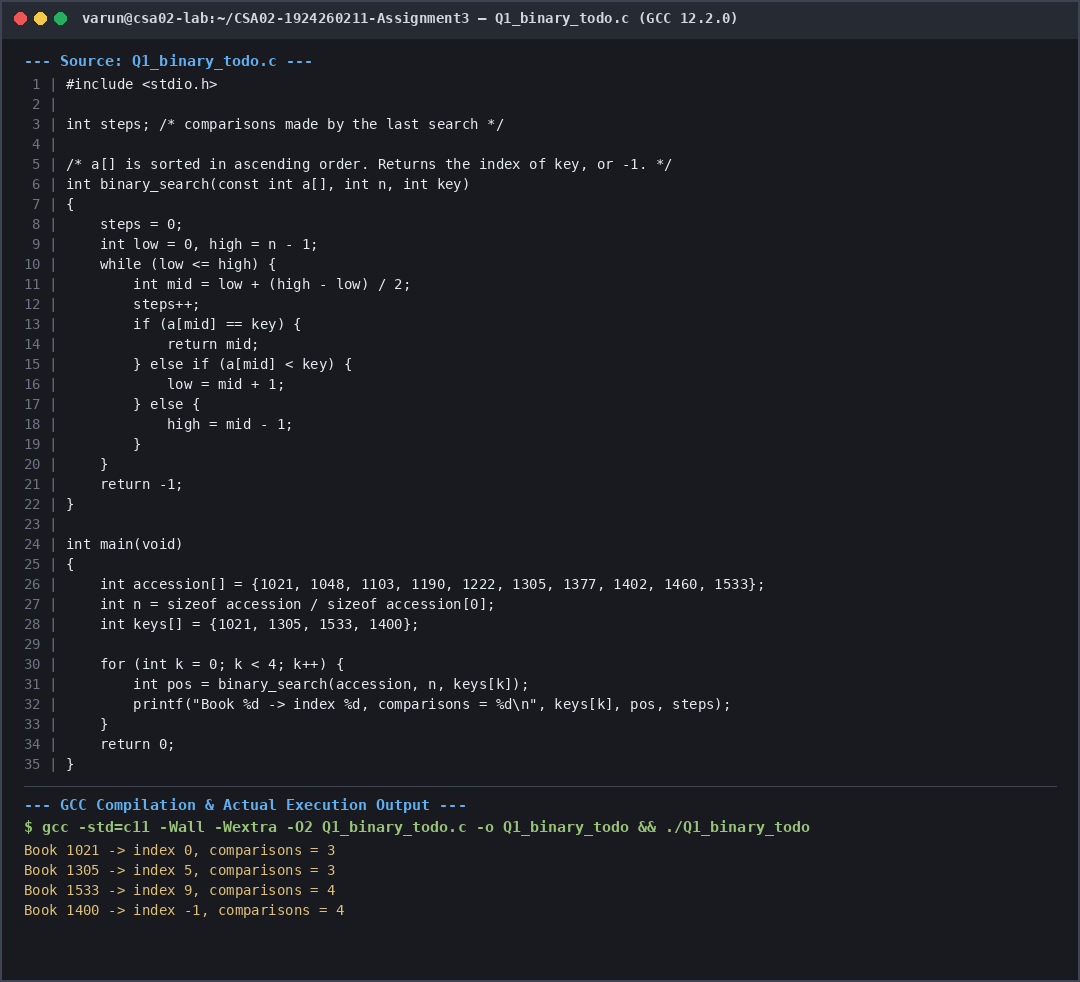 varun@csa02-lab:~/CSA02-1924260211-Assignment3 — Q1_binary_todo.c (GCC 12.2.0)
--- Source: Q1_binary_todo.c ---
1 | #include <stdio.h>
2 |
3 | int steps; /* comparisons made by the last search */
4 |
5 | /* a[] is sorted in ascending order. Returns the index of key, or -1. */
6 | int binary_search(const int a[], int n, int key)
7 | {
8 |     steps = 0;
9 |     int low = 0, high = n - 1;
10 |     while (low <= high) {
11 |         int mid = low + (high - low) / 2;
12 |         steps++;
13 |         if (a[mid] == key) {
14 |             return mid;
15 |         } else if (a[mid] < key) {
16 |             low = mid + 1;
17 |         } else {
18 |             high = mid - 1;
19 |         }
20 |     }
21 |     return -1;
22 | }
23 |
24 | int main(void)
25 | {
26 |     int accession[] = {1021, 1048, 1103, 1190, 1222, 1305, 1377, 1402, 1460, 1533};
27 |     int n = sizeof accession / sizeof accession[0];
28 |     int keys[] = {1021, 1305, 1533, 1400};
29 |
30 |     for (int k = 0; k < 4; k++) {
31 |         int pos = binary_search(accession, n, keys[k]);
32 |         printf("Book %d -> index %d, comparisons = %d\n", keys[k], pos, steps);
33 |     }
34 |     return 0;
35 | }
--- GCC Compilation & Actual Execution Output ---
$ gcc -std=c11 -Wall -Wextra -O2 Q1_binary_todo.c -o Q1_binary_todo && ./Q1_binary_todo
Book 1021 -> index 0, comparisons = 3
Book 1305 -> index 5, comparisons = 3
Book 1533 -> index 9, comparisons = 4
Book 1400 -> index -1, comparisons = 4